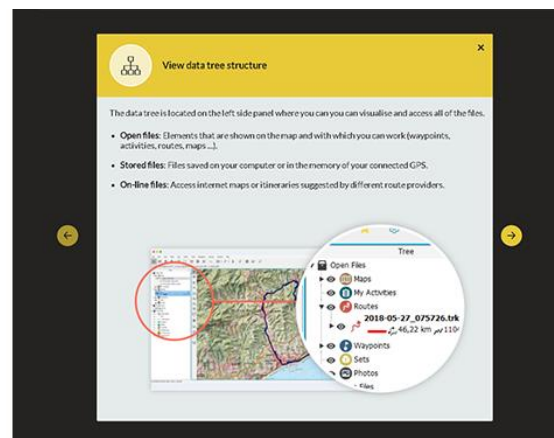 View data tree structure
The data tree is located on the left side panel where you can you can visualise and access all of the files.
• Open files: Elements that are shown on the map and with which you can work (waypoints,
activities, routes, maps ...).
• Stored files: Files saved on your computer or in the memory of your connected GPS.
• On-line files: Access internet maps or itineraries suggested by different route providers.
Tree
Open Files
Maps
My Activities
Routes
2018-05-27_075726.trk
46,22 km
Waypoints
Sets
Photos
Files